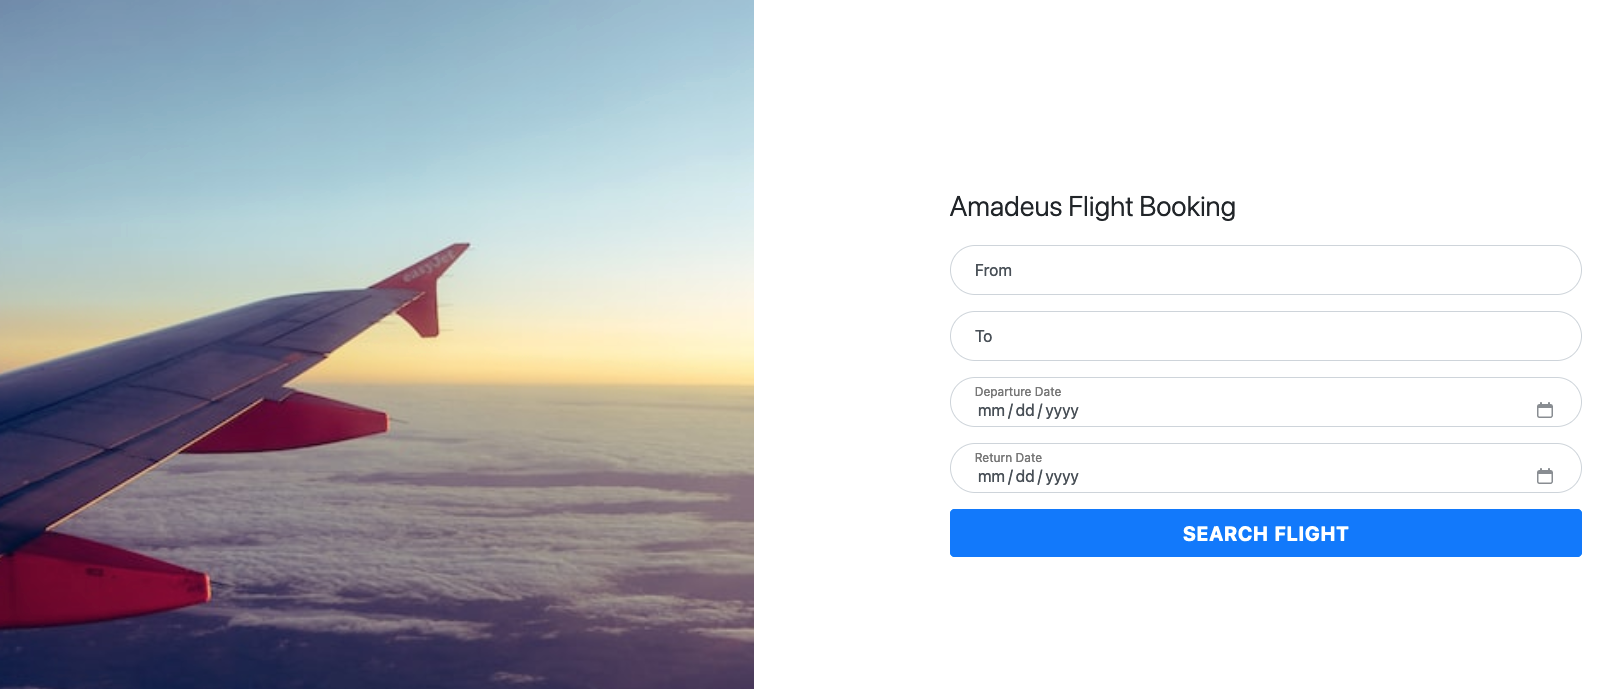 easyJet
Amadeus Flight Booking
From
To
Departure Date
mm/dd/yyyy
Return Date
mm/dd/yyyy
SEARCH FLIGHT